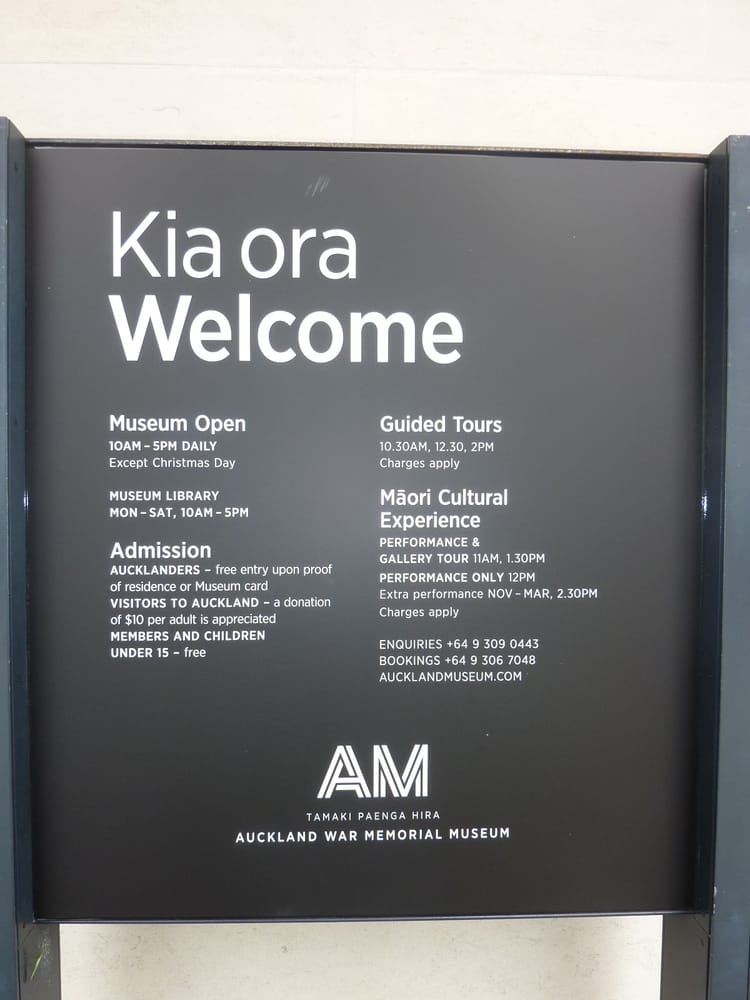 Kia ora
Welcome
Museum Open
10AM – 5PM DAILY
Except Christmas Day
MUSEUM LIBRARY
MON – SAT, 10AM – 5PM
Admission
AUCKLANDERS – free entry upon proof
of residence or Museum card
VISITORS TO AUCKLAND – a donation
of $10 per adult is appreciated
MEMBERS AND CHILDREN
UNDER 15 – free
Guided Tours
10.30AM, 12.30, 2PM
Charges apply
Māori Cultural
Experience
PERFORMANCE &
GALLERY TOUR 11AM, 1.30PM
PERFORMANCE ONLY 12PM
Extra performance NOV – MAR, 2.30PM
Charges apply
ENQUIRIES +64 9 309 0443
BOOKINGS +64 9 306 7048
AUCKLANDMUSEUM.COM
AM
TAMAKI PAENGA HIRA
AUCKLAND WAR MEMORIAL MUSEUM